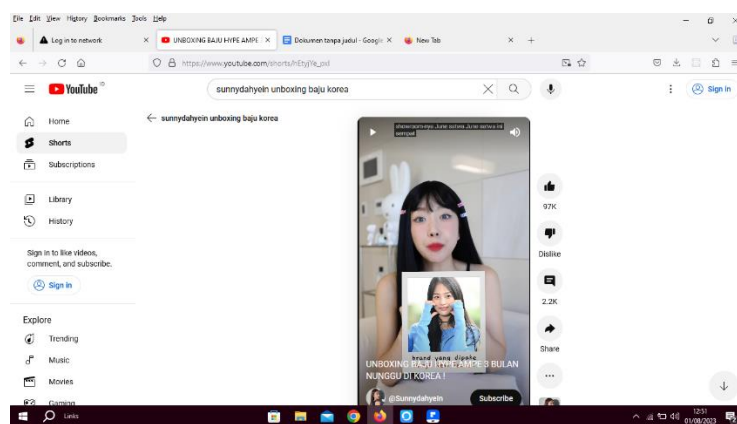 File Edit View History Bookmarks Tools Help
Log in to network
UNBOXING BAJU HYPE AMPE
Dokumen tanpa judul - Google
New Tab
https://www.youtube.com/shorts/
YouTube
sunnydahyein unboxing baju korea
Sign in
Home
Shorts
Subscriptions
Library
History
Sign in to like videos,
comment, and subscribe.
Sign in
Explore
Trending
Music
Movies
Gaming
sunnydahyein unboxing baju korea
brand yang dipake
UNBOXING BAJU HYPE AMPE 3 BULAN
NUNGGU DI KOREA !
@Sunnydahyein
Subscribe
97K
Dislike
2.2K
Share
Links
12:51
01/08/2023